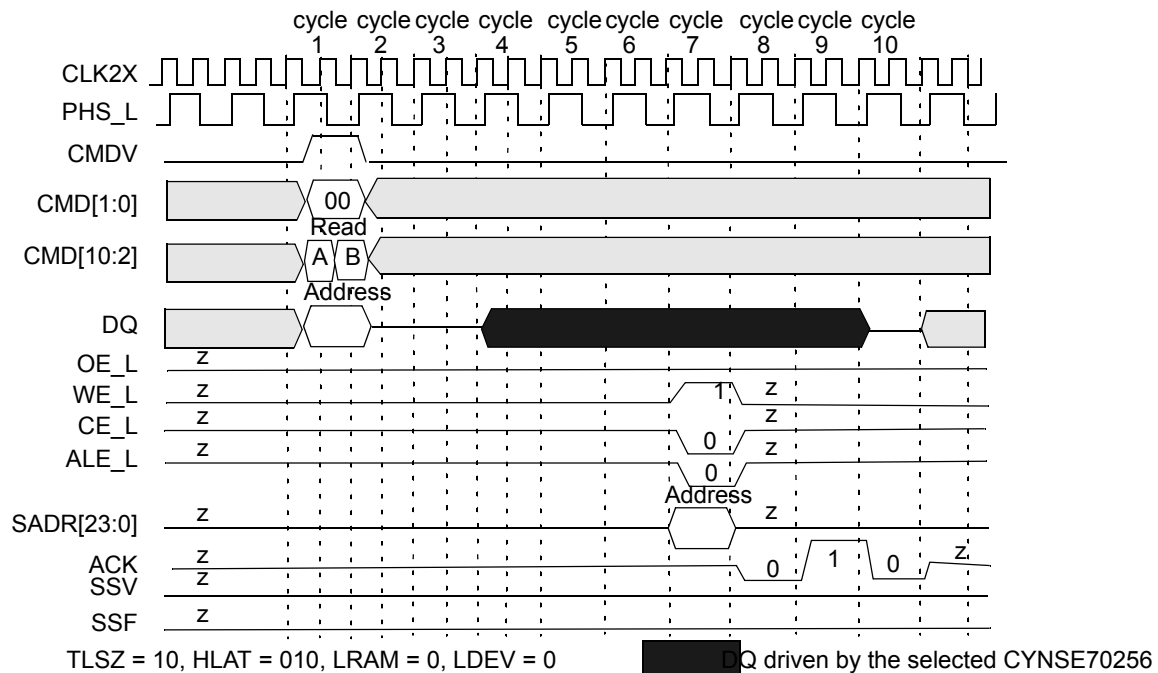 cycle cycle cycle cycle cycle cycle cycle cycle cycle cycle
1 2 3 4 5 6 7 8 9 10
CLK2X
PHS_L
CMDV
CMD[1:0] 00
Read
CMD[10:2] A B
Address
DQ
OE_L z
WE_L z 1 z
CE_L z 0 z
ALE_L z 0 z
Address
SADR[23:0] z z
ACK z 0 1 0 z
SSV z
SSF z
TLSZ = 10, HLAT = 010, LRAM = 0, LDEV = 0 DQ driven by the selected CYNSE70256